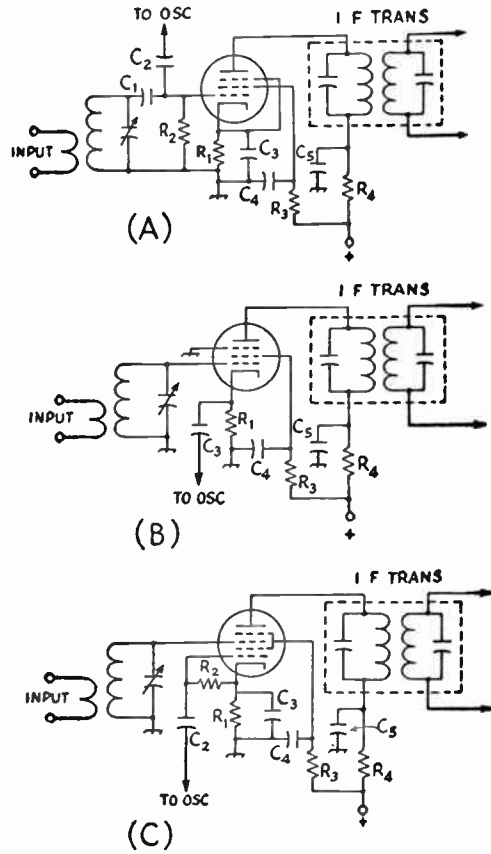 TO OSC
I F TRANS
C2
C1
INPUT
R2
R1
C3
C4
C5
R3
R4
+
(A)
I F TRANS
INPUT
R1
C3
C4
C5
R3
R4
TO OSC
+
(B)
I F TRANS
INPUT
R2
R1
C3
C2
C4
C5
R3
R4
TO OSC
+
(C)